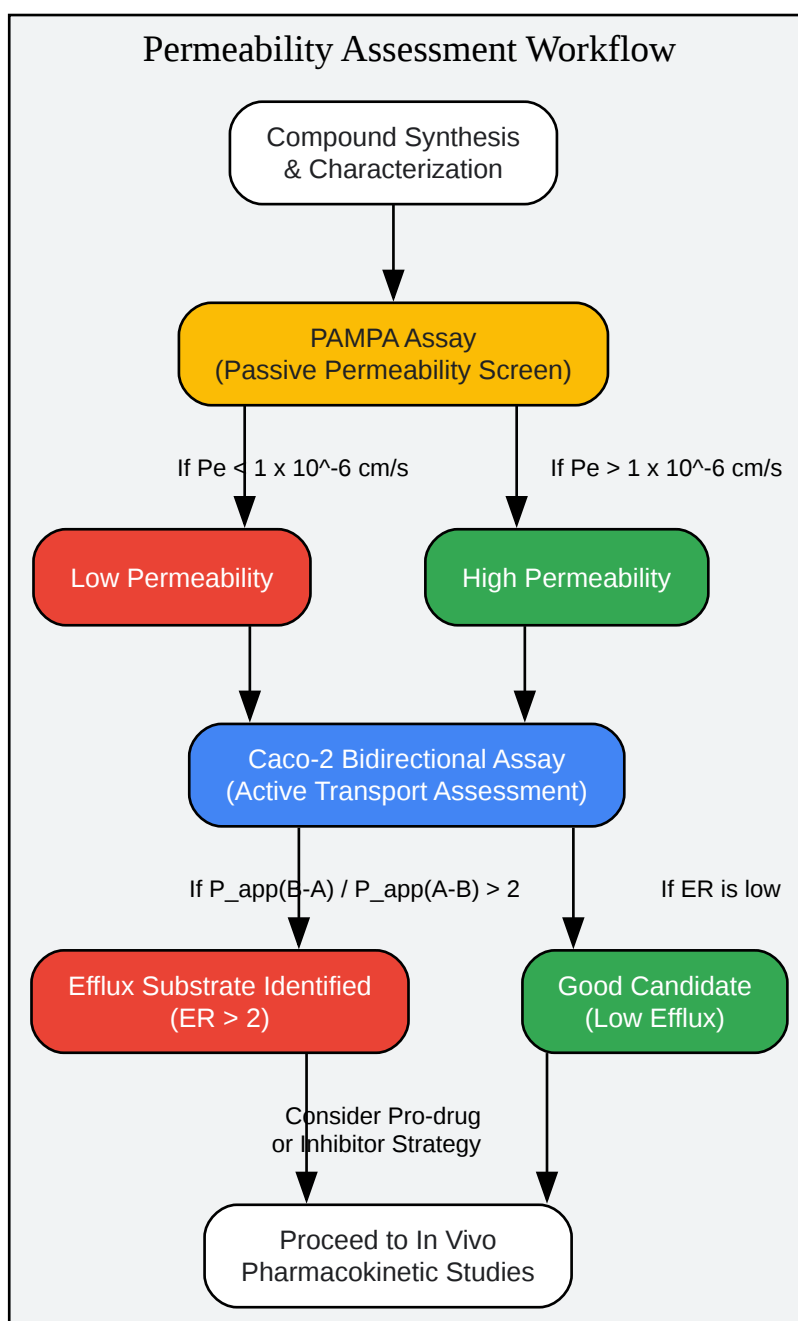 Permeability Assessment Workflow
Compound Synthesis
& Characterization
PAMPA Assay
(Passive Permeability Screen)
If Pe < 1 x 10^-6 cm/s
If Pe > 1 x 10^-6 cm/s
Low Permeability
High Permeability
Caco-2 Bidirectional Assay
(Active Transport Assessment)
If P_app(B-A) / P_app(A-B) > 2
If ER is low
Efflux Substrate Identified
(ER > 2)
Good Candidate
(Low Efflux)
Consider Pro-drug
or Inhibitor Strategy
Proceed to In Vivo
Pharmacokinetic Studies